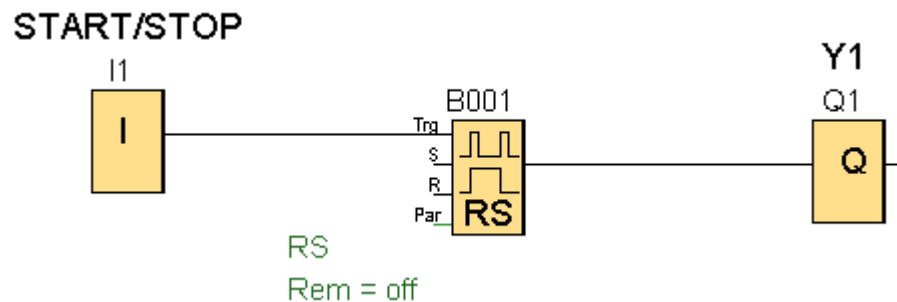 START/STOP
I1
I
B001
Trg
S
R
Par
RS
RS
Rem = off
Y1
Q1
Q